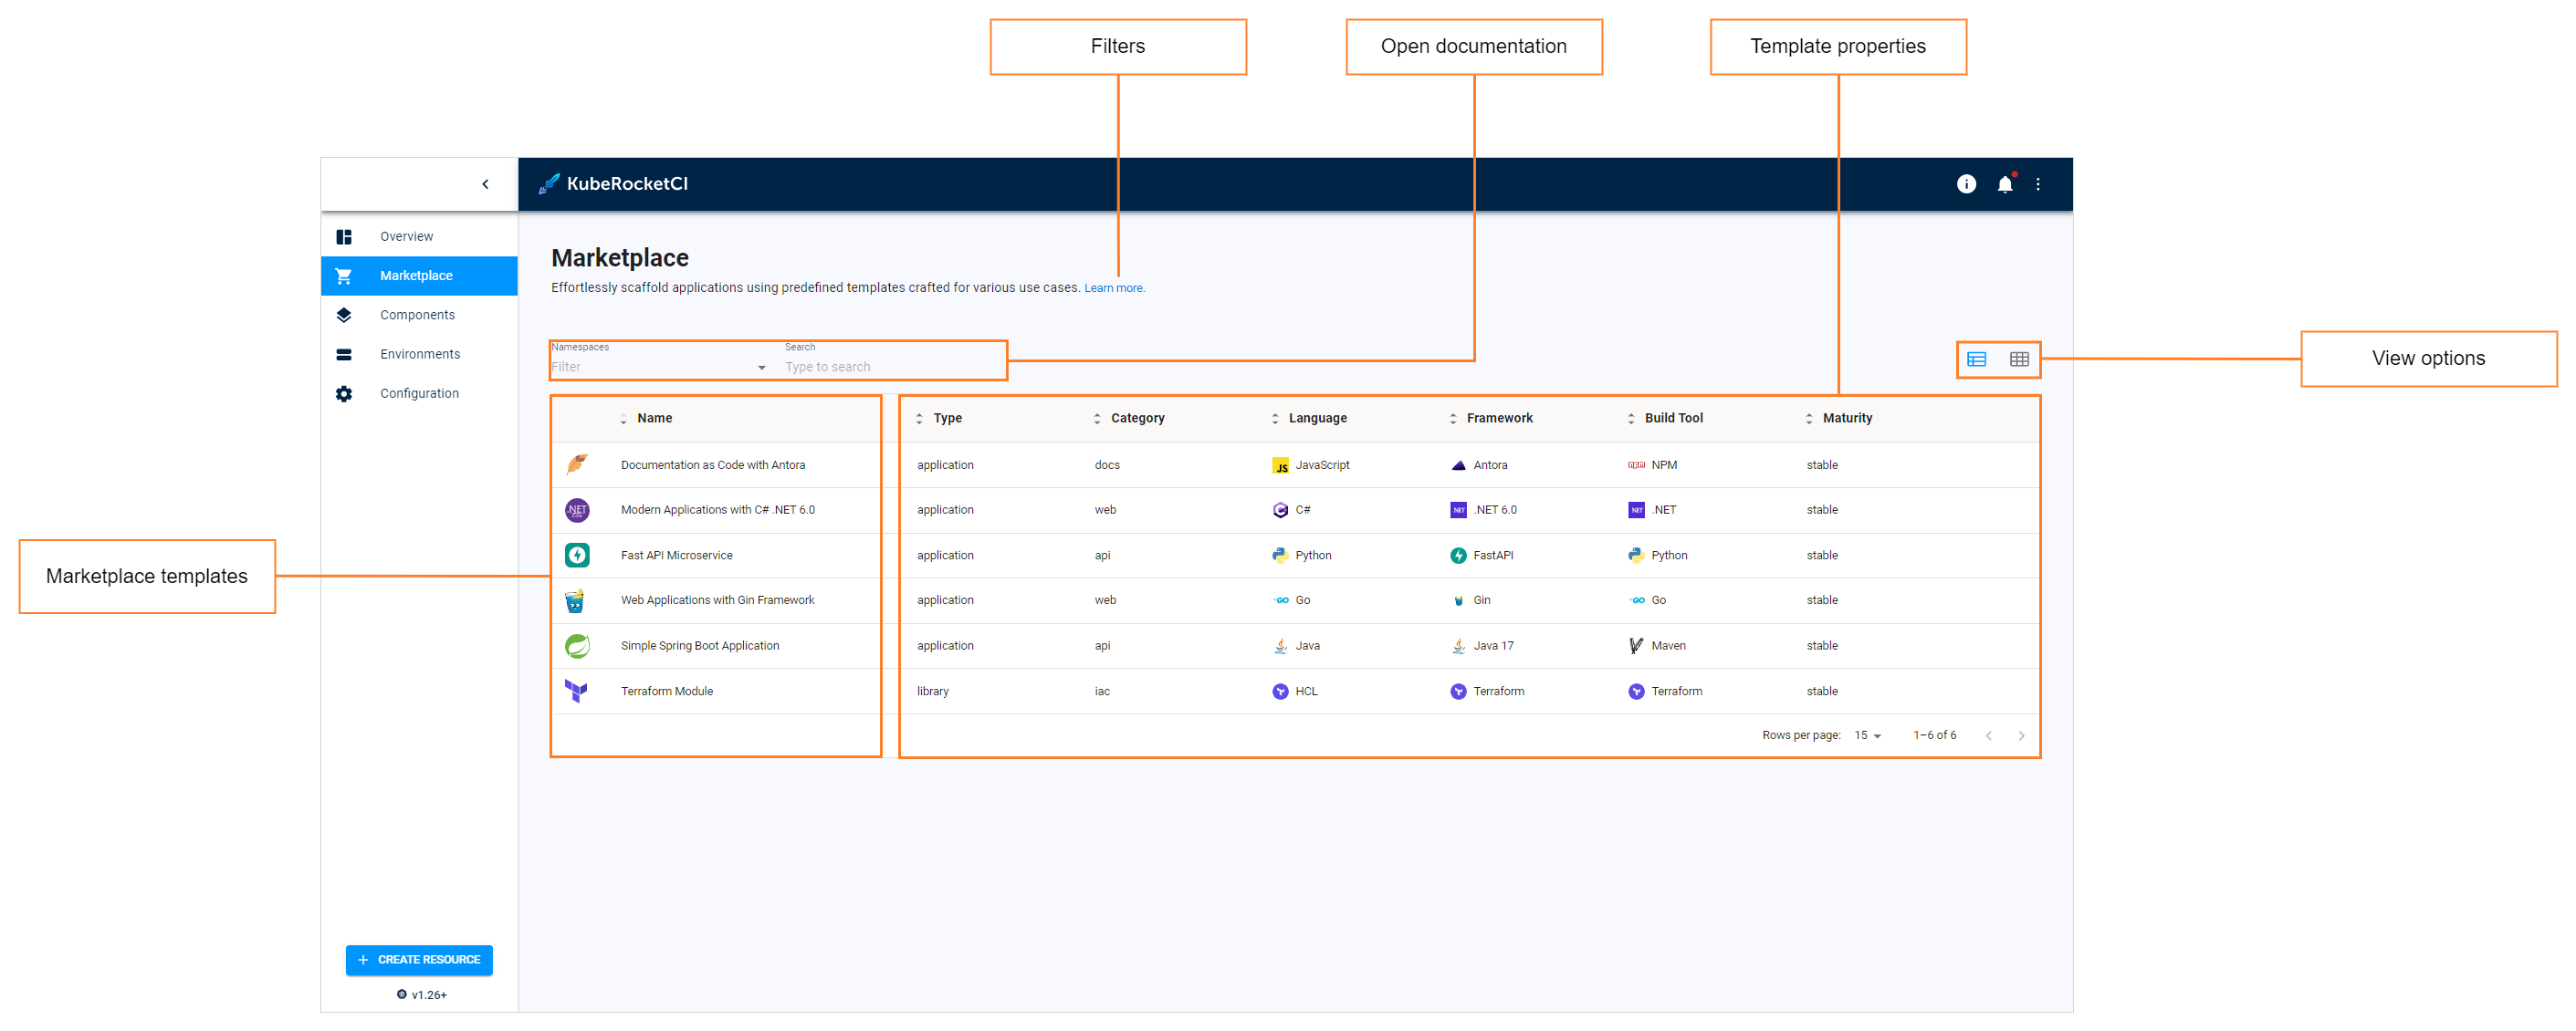 Filters
Open documentation
Template properties
KubeRocketCI
Overview
Marketplace
Components
Environments
Configuration
Marketplace
Effortlessly scaffold applications using predefined templates crafted for various use cases. Learn more.
Namespaces
Search
Filter
Type to search
View options
Marketplace templates
Name Type Category Language Framework Build Tool Maturity
Documentation as Code with Antora application docs JavaScript Antora NPM stable
Modern Applications with C# .NET 6.0 application web C# .NET 6.0 .NET stable
Fast API Microservice application api Python FastAPI Python stable
Web Applications with Gin Framework application web Go Gin Go stable
Simple Spring Boot Application application api Java Java 17 Maven stable
Terraform Module library iac HCL Terraform Terraform stable
Rows per page: 15 1–6 of 6
+ CREATE RESOURCE
v1.26+